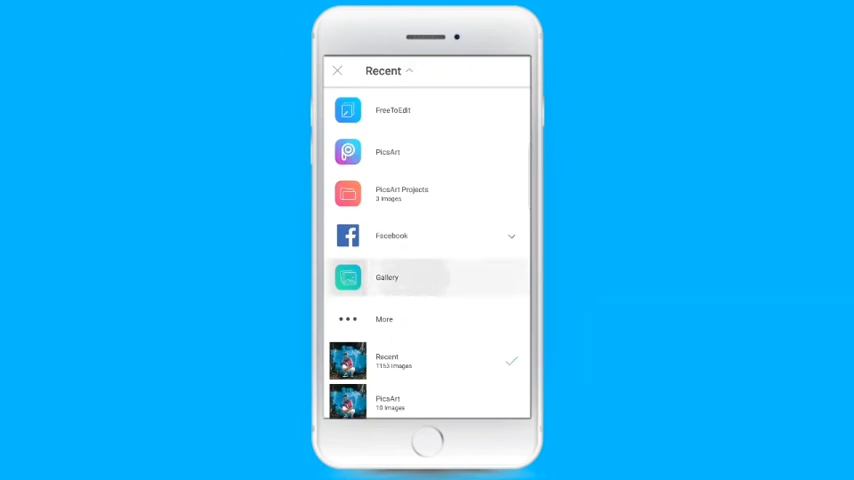 Recent
FreeToEdit
PicsArt
PicsArt Projects
3 Images
Facebook
Gallery
More
Recent
1153 Images
PicsArt
10 Images